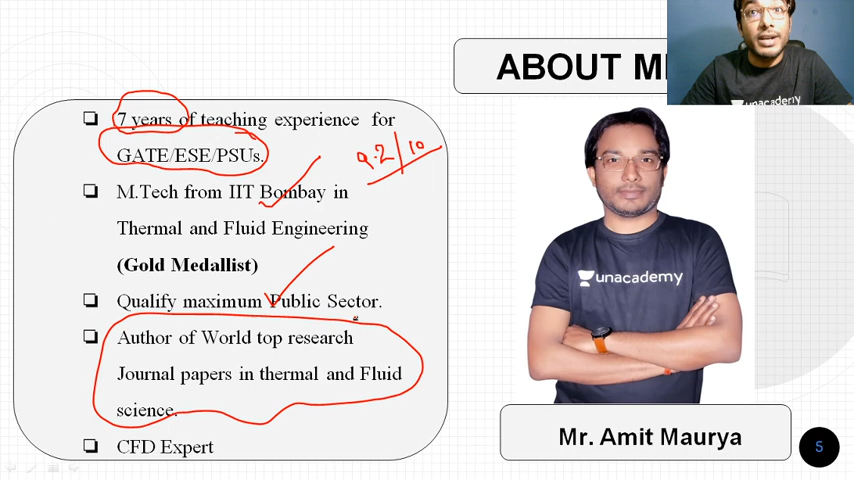 ABOUT M
unacademy
7 years of teaching experience for
GATE/ESE/PSUs.
9.2/10
M.Tech from IIT Bombay in
Thermal and Fluid Engineering
(Gold Medallist)
Qualify maximum Public Sector.
Author of World top research
Journal papers in thermal and Fluid
science.
CFD Expert
unacademy
Mr. Amit Maurya
5